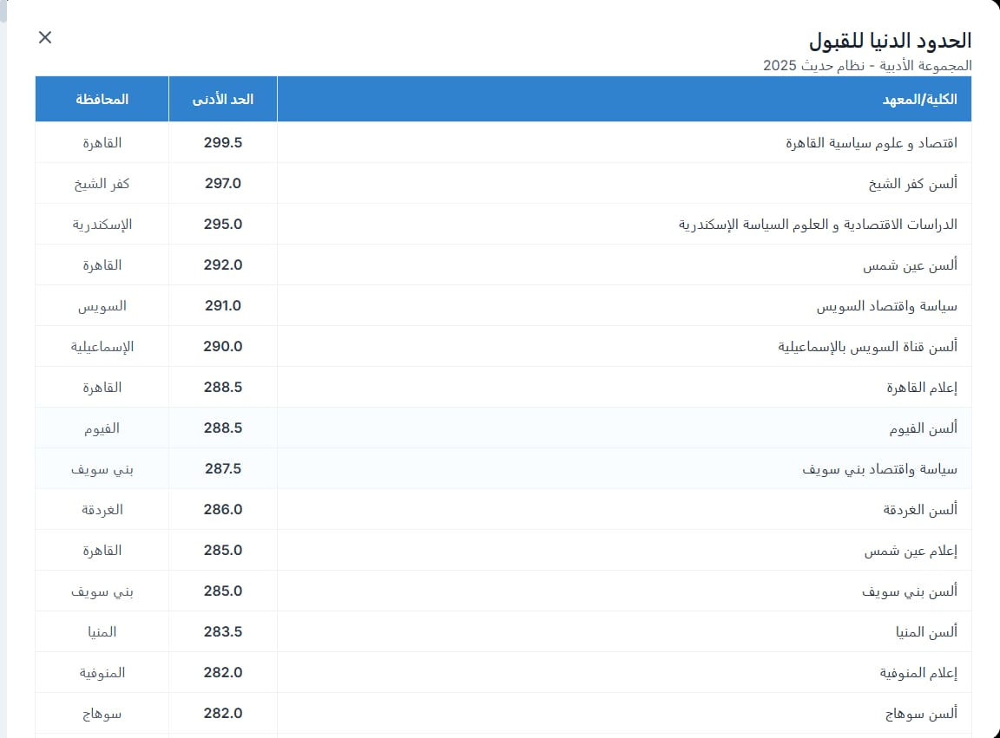 الحدود الدنيا للقبول
المجموعة الأدبية - نظام حديث 2025
الكلية/المعهد الحد الأدنى المحافظة
اقتصاد و علوم سياسية القاهرة 299.5 القاهرة
ألسن كفر الشيخ 297.0 كفر الشيخ
الدراسات الاقتصادية و العلوم السياسة الإسكندرية 295.0 الإسكندرية
ألسن عين شمس 292.0 القاهرة
سياسة واقتصاد السويس 291.0 السويس
ألسن قناة السويس بالإسماعيلية 290.0 الإسماعيلية
إعلام القاهرة 288.5 القاهرة
ألسن الفيوم 288.5 الفيوم
سياسة واقتصاد بني سويف 287.5 بني سويف
ألسن الغردقة 286.0 الغردقة
إعلام عين شمس 285.0 القاهرة
ألسن بني سويف 285.0 بني سويف
ألسن المنيا 283.5 المنيا
إعلام المنوفية 282.0 المنوفية
ألسن سوهاج 282.0 سوهاج